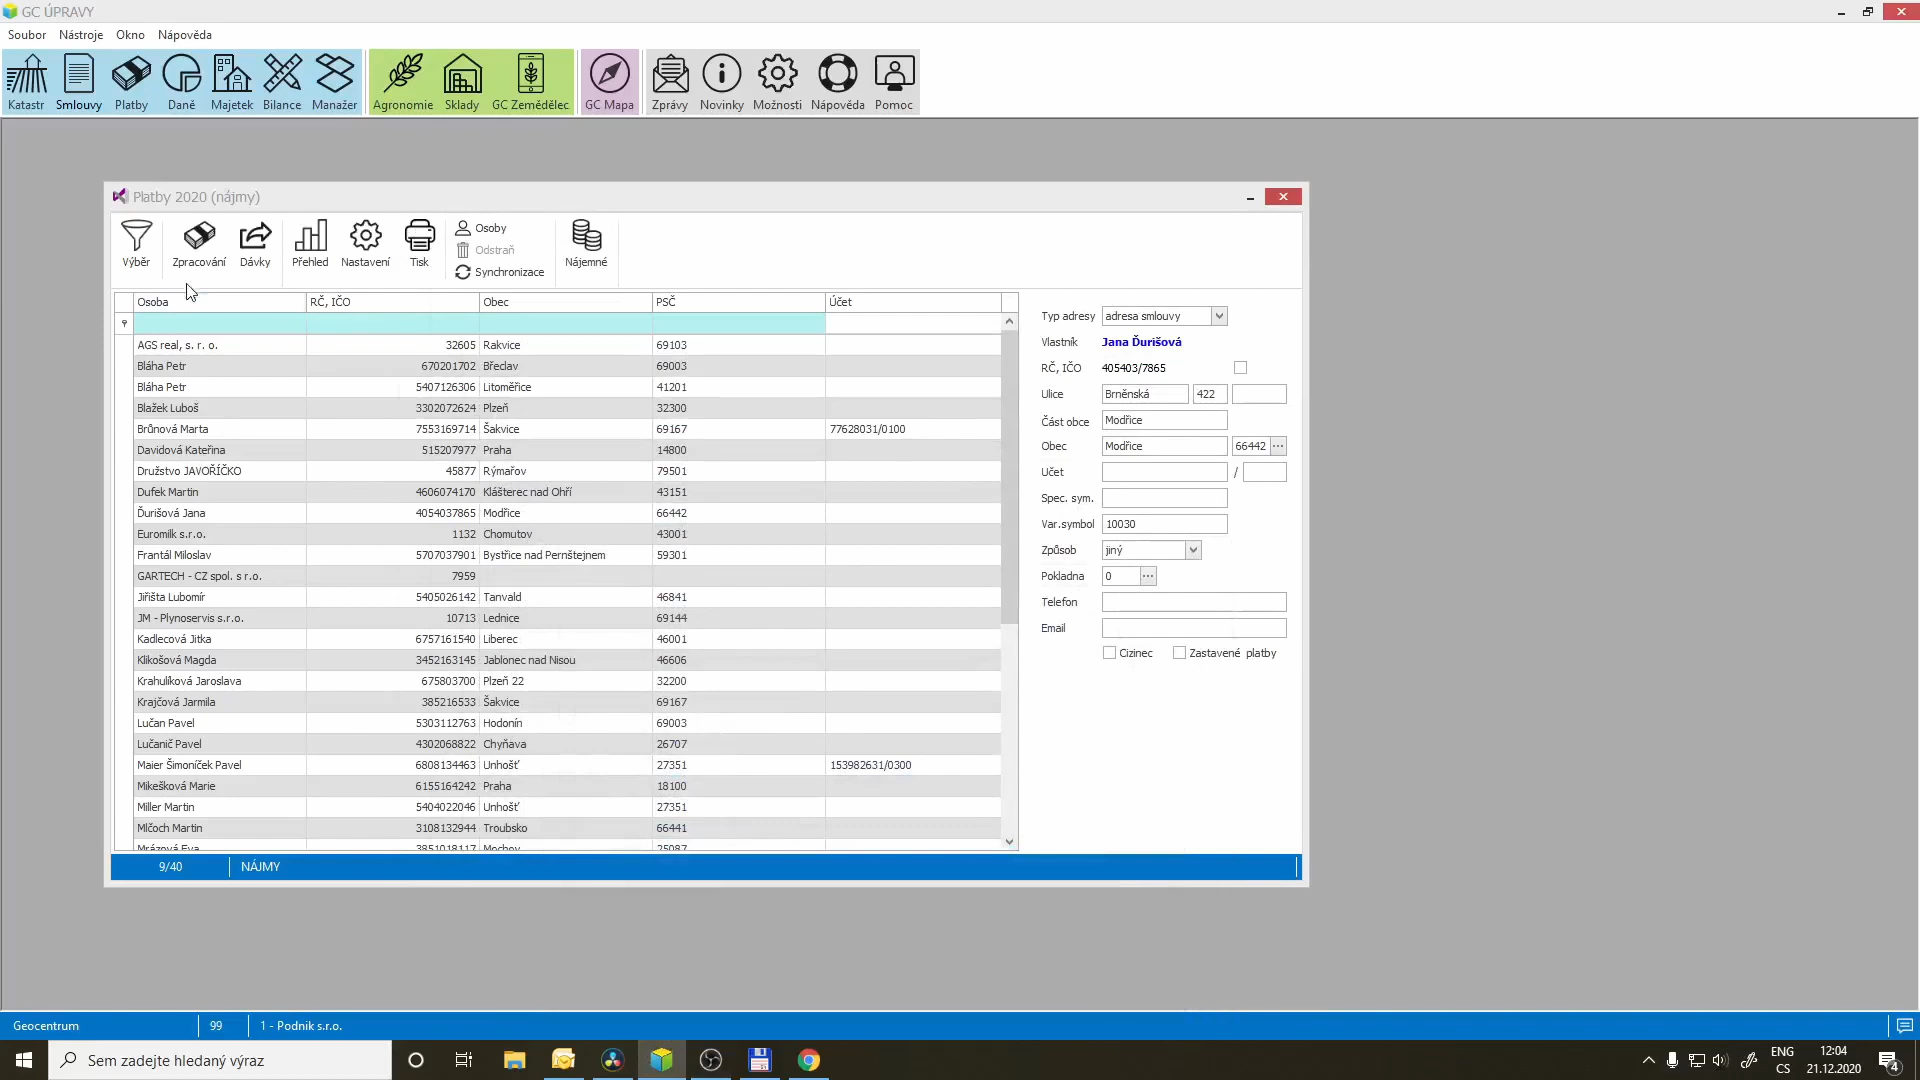 GC ÚPRAVY
Soubor Nástroje Okno Nápověda
Katastr Smlouvy Platby Daně Majetek Bilance Manažer Agronomie Sklady GC Zemědělec GC Mapa Zprávy Novinky Možnosti Nápověda Pomoc
Platby 2020 (nájmy)
Výběr Zpracování Dávky Přehled Nastavení Tisk Nájemné
Osoby
Odstraň
Synchronizace
Osoba RČ, IČO Obec PSČ Účet
AGS real, s. r. o. 32605 Rakvice 69103
Bláha Petr 670201702 Břeclav 69003
Bláha Petr 5407126306 Litoměřice 41201
Blažek Luboš 3302072624 Plzeň 32300
Brůnová Marta 7553169714 Šakvice 69167 77628031/0100
Davidová Kateřina 515207977 Praha 14800
Družstvo JAVOŘÍČKO 45877 Rýmařov 79501
Dufek Martin 4606074170 Klášterec nad Ohří 43151
Ďurišová Jana 4054037865 Modřice 66442
Euromilk s.r.o. 1132 Chomutov 43001
Frantál Miloslav 5707037901 Bystřice nad Pernštejnem 59301
GARTECH - CZ spol. s r.o. 7959
Jiřišta Lubomír 5405026142 Tanvald 46841
JM - Plynoservis s.r.o. 10713 Lednice 69144
Kadlecová Jitka 6757161540 Liberec 46001
Klikošová Magda 3452163145 Jablonec nad Nisou 46606
Krahulíková Jaroslava 675803700 Plzeň 22 32200
Krajčová Jarmila 385216533 Šakvice 69167
Lučan Pavel 5303112763 Hodonín 69003
Lučanič Pavel 4302068822 Chyňava 26707
Maier Šimoníček Pavel 6808134463 Unhošť 27351 153982631/0300
Mikešková Marie 6155164242 Praha 18100
Miller Martin 5404022046 Unhošť 27351
Mlčoch Martin 3108132944 Troubsko 66441
Mrázová Eva 3851018117 Mochov 25087
Typ adresy adresa smlouvy
Vlastník Jana Ďurišová
RČ, IČO 405403/7865
Ulice Brněnská 422
Část obce Modřice
Obec Modřice 66442 ...
Učet /
Spec. sym.
Var.symbol 10030
Způsob jiný
Pokladna 0 ...
Telefon
Email
Cizinec Zastavené platby
9/40 NÁJMY
Geocentrum 99 1 - Podnik s.r.o.
Sem zadejte hledaný výraz
ENG
CS
12:04
21.12.2020
4